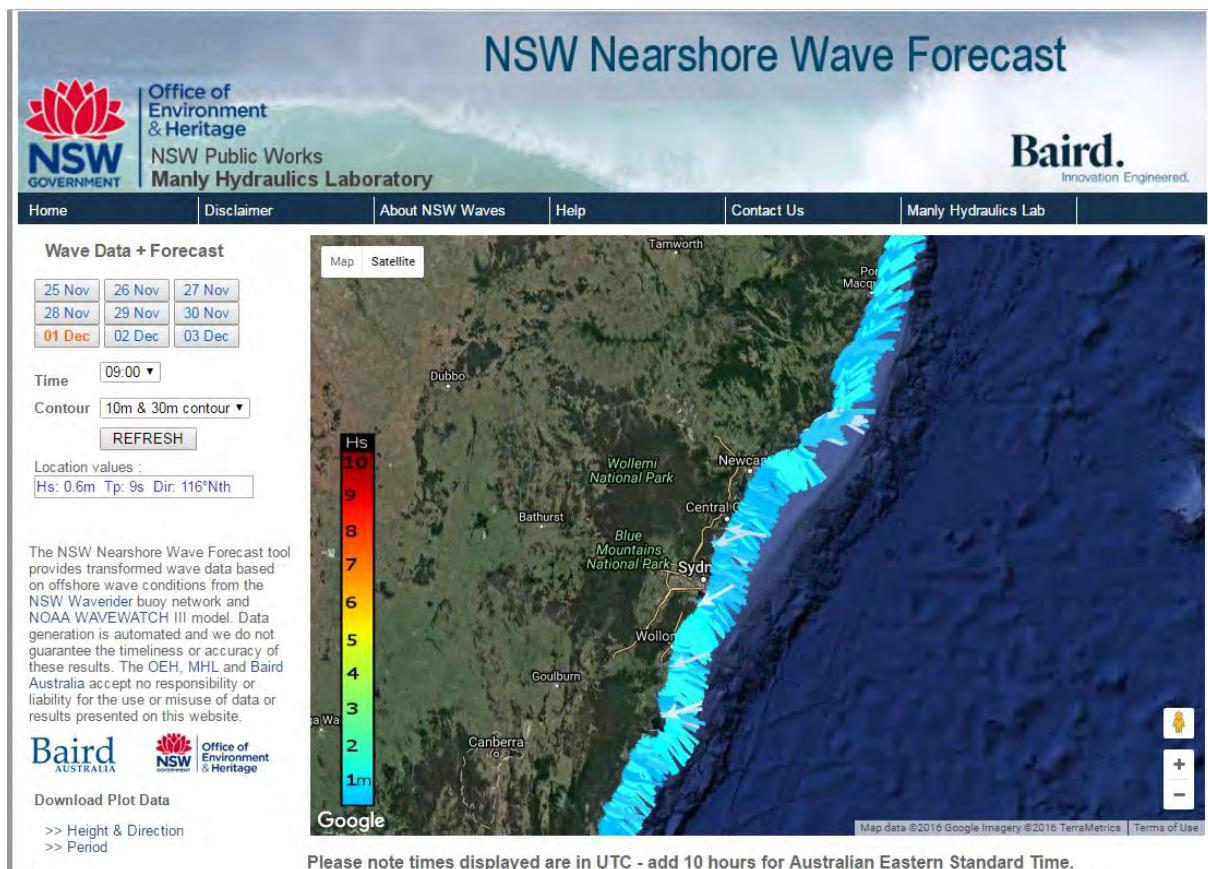 NSW Nearshore Wave Forecast
Office of
Environment
& Heritage
NSW
GOVERNMENT
NSW Public Works
Manly Hydraulics Laboratory
Baird.
Innovation Engineered.
Home Disclaimer About NSW Waves Help Contact Us Manly Hydraulics Lab
Wave Data + Forecast
25 Nov 26 Nov 27 Nov
28 Nov 29 Nov 30 Nov
01 Dec 02 Dec 03 Dec
Time 09:00
Contour 10m & 30m contour
REFRESH
Location values :
Hs: 0.6m Tp: 9s Dir: 116°Nth
The NSW Nearshore Wave Forecast tool
provides transformed wave data based
on offshore wave conditions from the
NSW Waverider buoy network and
NOAA WAVEWATCH III model. Data
generation is automated and we do not
guarantee the timeliness or accuracy of
these results. The OEH, MHL and Baird
Australia accept no responsibility or
liability for the use or misuse of data or
results presented on this website.
Baird
AUSTRALIA
NSW
GOVERNMENT
Office of
Environment
& Heritage
Download Plot Data
>> Height & Direction
>> Period
Map Satellite
Tamworth
Por
Macq
Dubbo
Hs
10
9
8
7
6
5
4
3
2
1m
Wollemi
National Park
Newcas
Central C
Bathurst
Blue
Mountains
National Park
Sydn
Wollon
Goulburn
ga Wa
Canberra
+
−
Google
Map data ©2016 Google Imagery ©2016 TerraMetrics Terms of Use
Please note times displayed are in UTC - add 10 hours for Australian Eastern Standard Time.